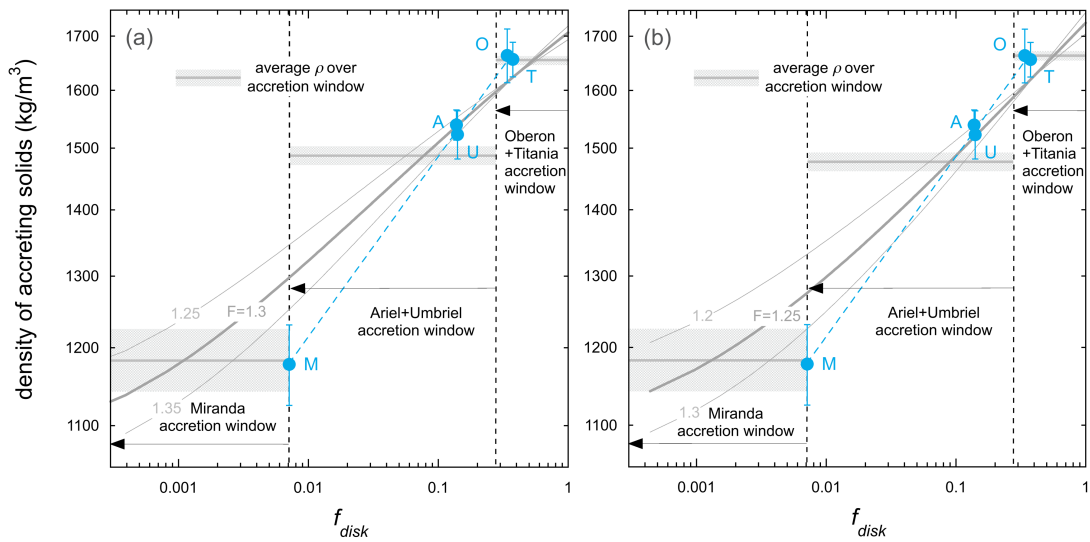 density of accreting solids (kg/m³)
1700
1600
1500
1400
1300
1200
1100
(a)
average ρ over
accretion window
O
T
A
U
Oberon
+Titania
accretion
window
1.25
F=1.3
Ariel+Umbriel
accretion window
M
1.35
Miranda
accretion window
0.001
0.01
0.1
1
f_disk
1700
1600
1500
1400
1300
1200
1100
(b)
average ρ over
accretion window
O
T
A
U
Oberon
+Titania
accretion
window
1.2
F=1.25
Ariel+Umbriel
accretion window
M
1.3
Miranda
accretion window
0.001
0.01
0.1
1
f_disk